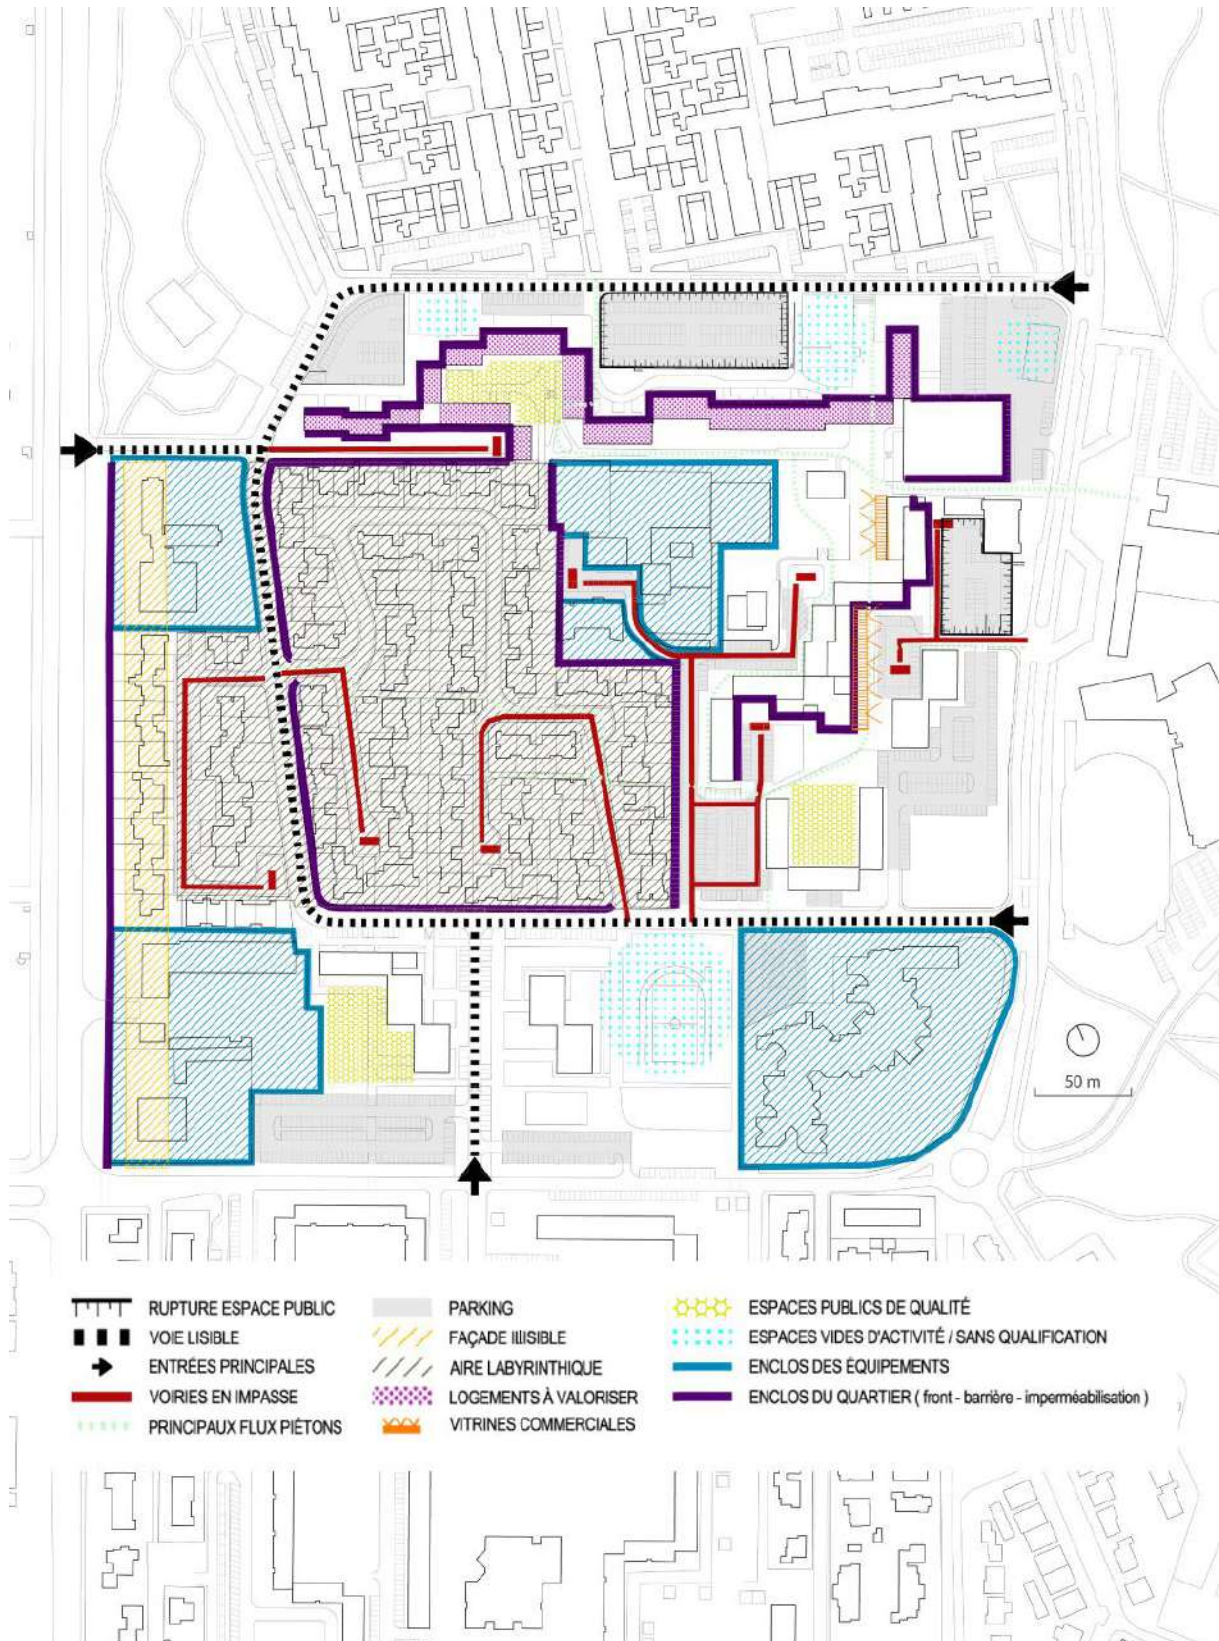 50 m
RUPTURE ESPACE PUBLIC
PARKING
ESPACES PUBLICS DE QUALITÉ
VOIE LISIBLE
FAÇADE ILLISIBLE
ESPACES VIDES D'ACTIVITÉ / SANS QUALIFICATION
ENTRÉES PRINCIPALES
AIRE LABYRINTHIQUE
ENCLOS DES ÉQUIPEMENTS
VOIRIES EN IMPASSE
LOGEMENTS À VALORISER
ENCLOS DU QUARTIER ( front - barrière - imperméabilisation )
PRINCIPAUX FLUX PIÉTONS
VITRINES COMMERCIALES